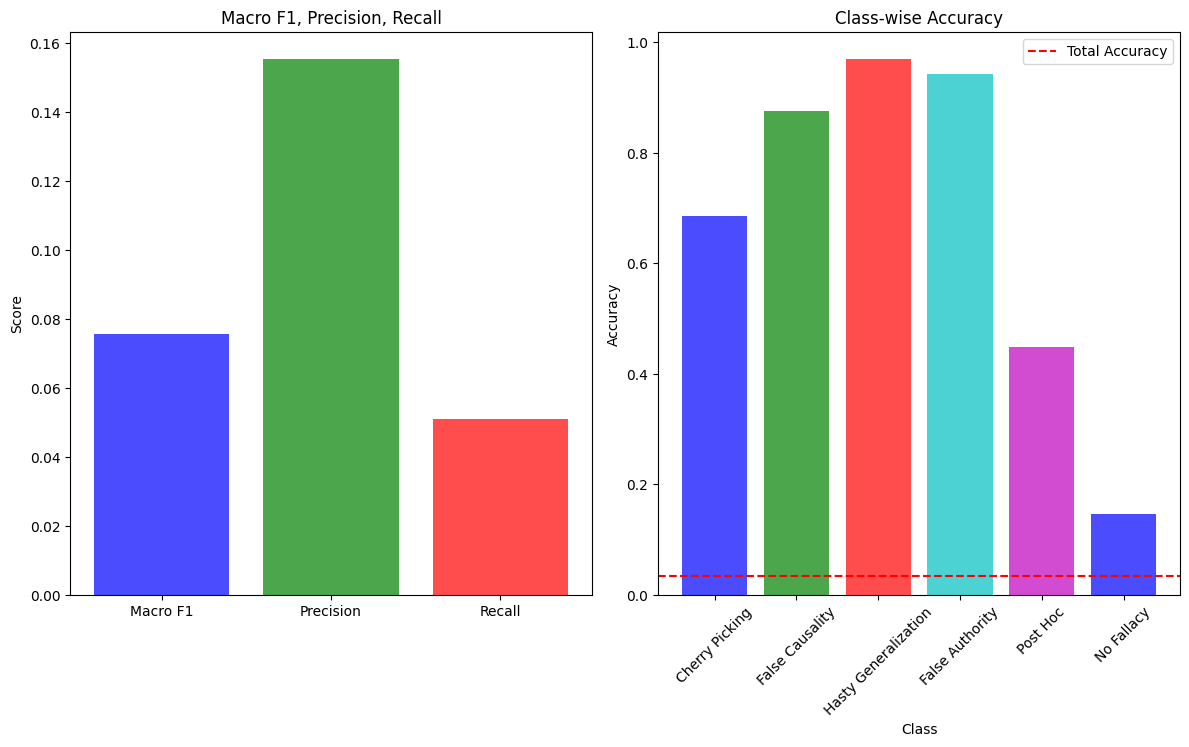 Macro F1, Precision, Recall
Score
0.16
0.14
0.12
0.10
0.08
0.06
0.04
0.02
0.00
Macro F1
Precision
Recall
Class-wise Accuracy
Total Accuracy
Accuracy
1.0
0.8
0.6
0.4
0.2
0.0
Cherry Picking
False Causality
Hasty Generalization
False Authority
Post Hoc
No Fallacy
Class